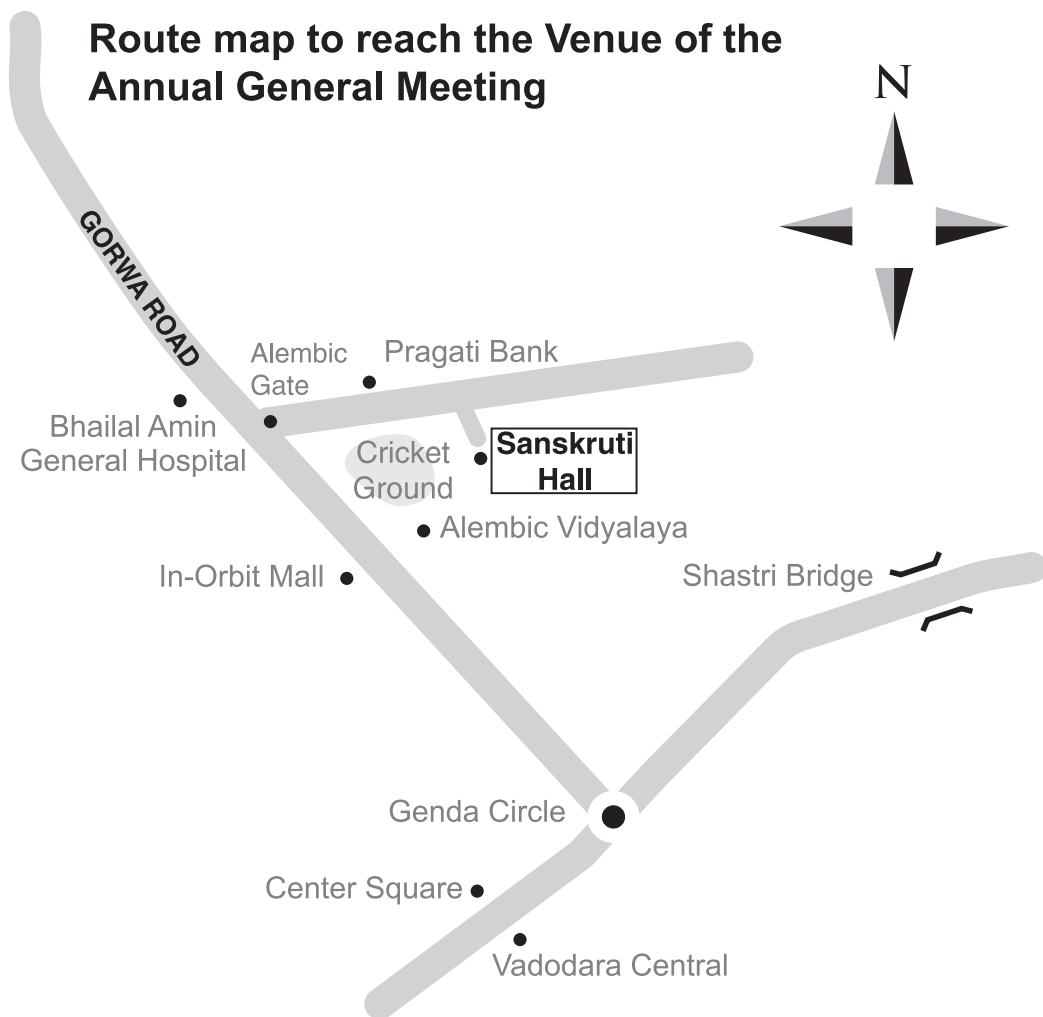 Route map to reach the Venue of the
Annual General Meeting
N
GORWA ROAD
Alembic
Gate
Pragati Bank
Bhailal Amin
General Hospital
Cricket
Ground
Sanskruti
Hall
Alembic Vidyalaya
In-Orbit Mall
Shastri Bridge
Genda Circle
Center Square
Vadodara Central